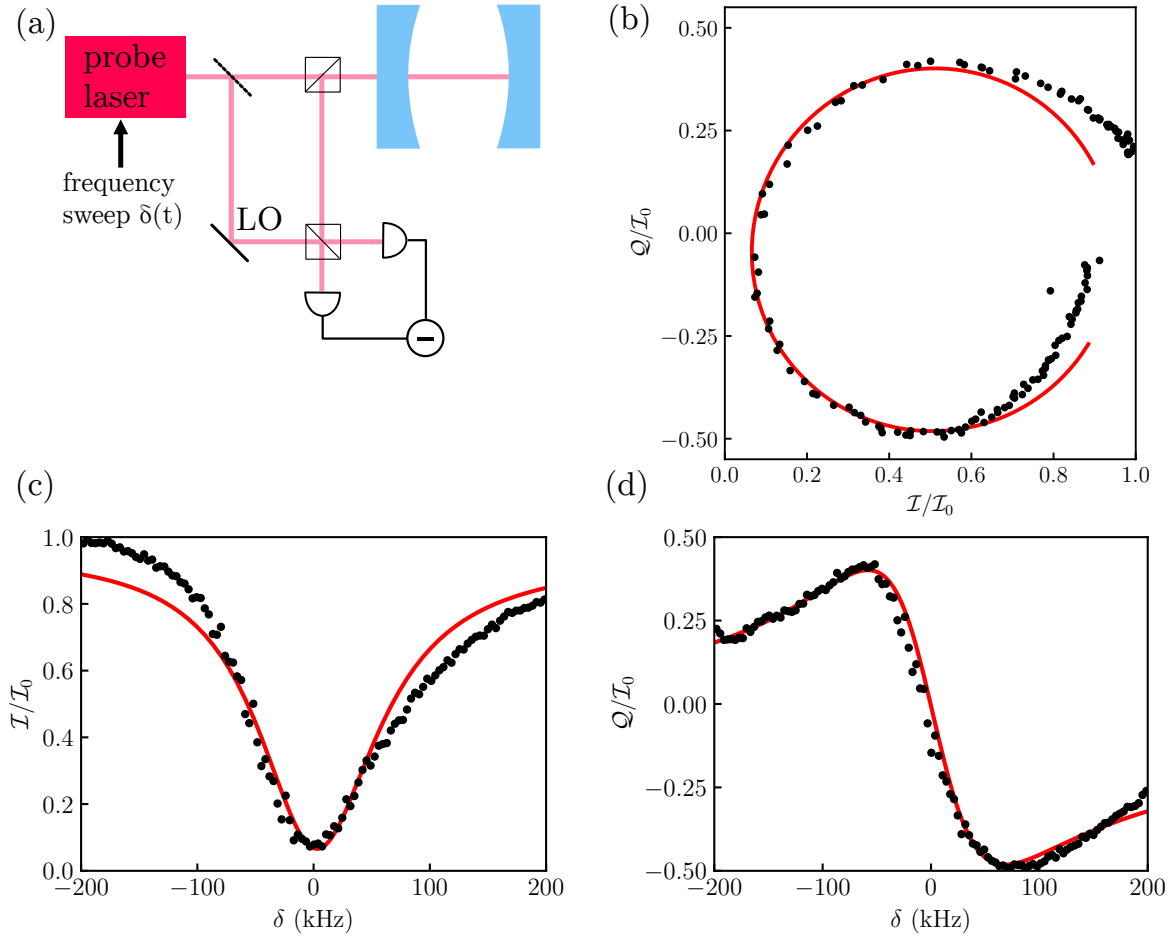 (a)
probe
laser
frequency
sweep δ(t)
LO
−
(b)
0.50
0.25
0.00
−0.25
−0.50
Q/I₀
0.0
0.2
0.4
0.6
0.8
1.0
I/I₀
(c)
1.0
0.8
0.6
0.4
0.2
0.0
I/I₀
−200
−100
0
100
200
δ (kHz)
(d)
0.50
0.25
0.00
−0.25
−0.50
Q/I₀
−200
−100
0
100
200
δ (kHz)